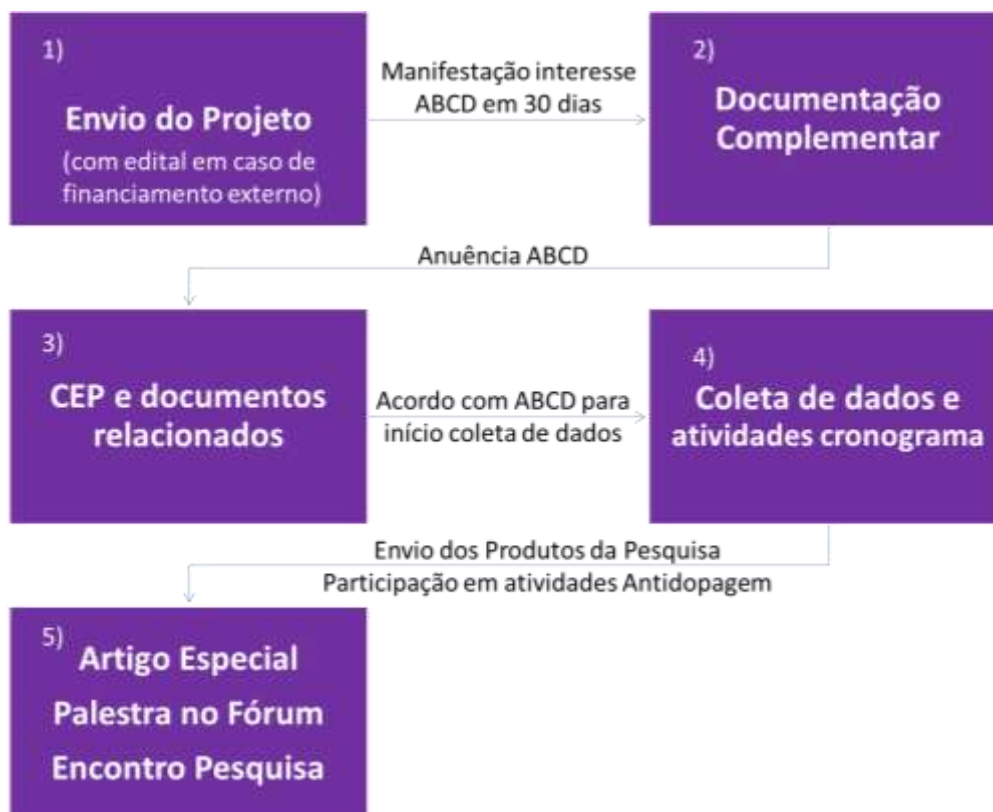 1)
Envio do Projeto
(com edital em caso de
financiamento externo)
Manifestação interesse
ABCD em 30 dias
2)
Documentação
Complementar
Anuência ABCD
3)
CEP e documentos
relacionados
Acordo com ABCD para
início coleta de dados
4)
Coleta de dados e
atividades cronograma
Envio dos Produtos da Pesquisa
Participação em atividades Antidopagem
5)
Artigo Especial
Palestra no Fórum
Encontro Pesquisa